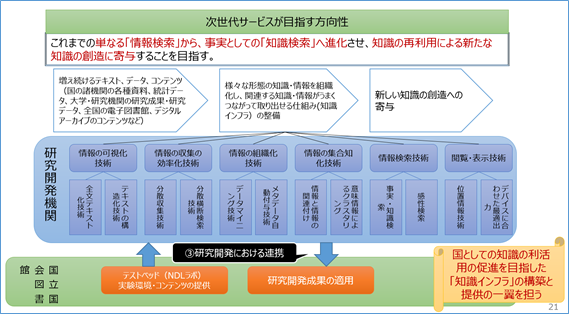 次世代サービスが目指す方向性
これまでの単なる「情報検索」から、事実としての「知識検索」へ進化させ、知識の再利用による新たな
知識の創造に寄与することを目指す。
増え続けるテキスト、データ、コンテンツ
(国の諸機関の各種資料、統計デー
タ、大学・研究機関の研究成果・研究
データ、全国の電子図書館、デジタル
アーカイブのコンテンツなど)
様々な形態の知識・情報を組織
化し、関連する知識・情報がうまく
つながって取り出せる仕組み(知識
インフラ)の整備
新しい知識の創造への
寄与
研究開発機関
情報の可視化
技術
情報の収集の
効率化技術
情報の組織化
技術
情報の集合知
化技術
情報検索技術
閲覧・表示技術
全文テキスト
化技術
テキストの構
造化技術
分散収集技術
分散横断検索
技術
データマイニ
ング技術
メタデータ自
動付与技術
情報と情報の
関連付け
意味情報によ
るクラスタリ
ング
事実・知識検
索
感性検索
位置情報技術
デバイスに合
わせた最適出
力
③研究開発における連携
国立国会図書館
テストベッド(NDLラボ)
実験環境・コンテンツの提供
研究開発成果の適用
国としての知識の利活
用の促進を目指した
「知識インフラ」の構築と
提供の一翼を担う
21